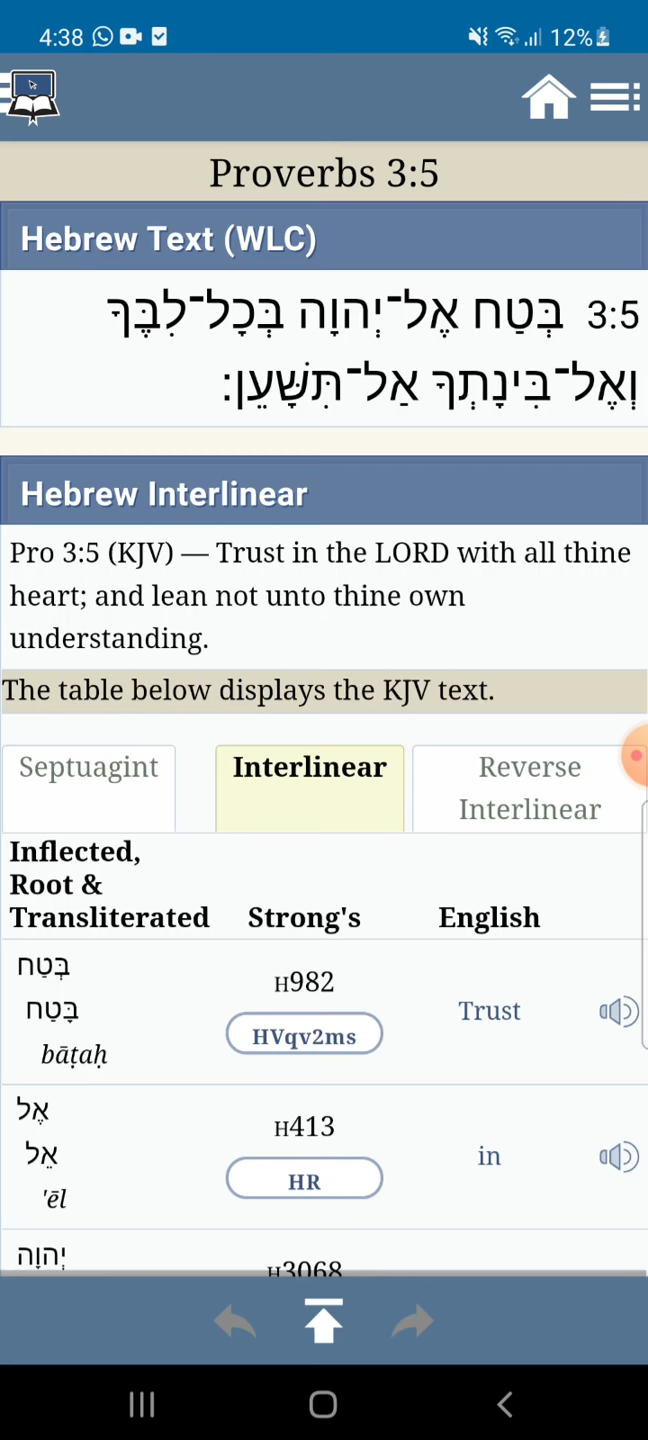 4:38 12%
Proverbs 3:5
Hebrew Text (WLC)
3:5 בְּטַח אֶל־יְהוָה בְּכָל־לִבֶּךָ
וְאֶל־בִּינָתְךָ אַל־תִּשָּׁעֵן׃
Hebrew Interlinear
Pro 3:5 (KJV) — Trust in the LORD with all thine
heart; and lean not unto thine own
understanding.
The table below displays the KJV text.
Septuagint Interlinear Reverse
Interlinear
Inflected,
Root &
Transliterated Strong's English
בְּטַח
H982
בָּטַח
Trust
HVqv2ms
bāṭaḥ
אֶל
H413
אֵל
in
HR
'ēl
יְהוָה
H3068